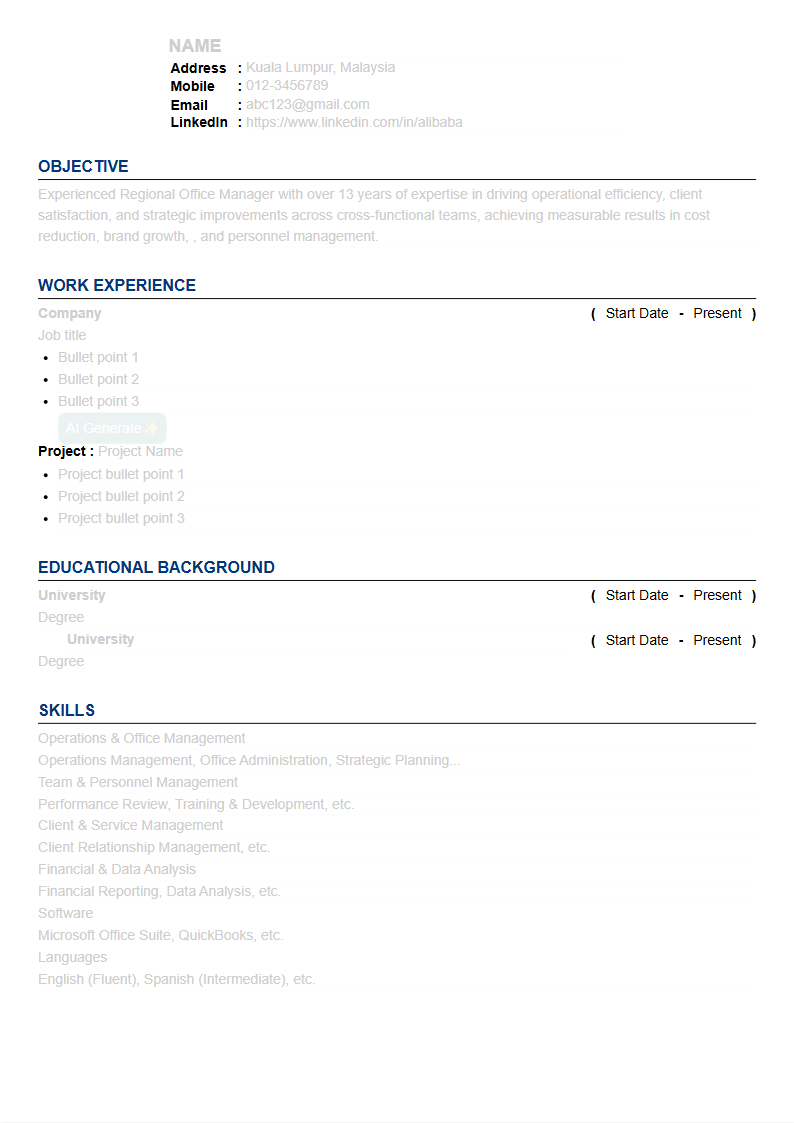 NAME
Address : Kuala Lumpur, Malaysia
Mobile : 012-3456789
Email : abc123@gmail.com
LinkedIn : https://www.linkedin.com/in/alibaba
OBJECTIVE
Experienced Regional Office Manager with over 13 years of expertise in driving operational efficiency, client
satisfaction, and strategic improvements across cross-functional teams, achieving measurable results in cost
reduction, brand growth, , and personnel management.
WORK EXPERIENCE
Company ( Start Date - Present )
Job title
• Bullet point 1
• Bullet point 2
• Bullet point 3
AI Generate✨
Project : Project Name
• Project bullet point 1
• Project bullet point 2
• Project bullet point 3
EDUCATIONAL BACKGROUND
University ( Start Date - Present )
Degree
University ( Start Date - Present )
Degree
SKILLS
Operations & Office Management
Operations Management, Office Administration, Strategic Planning...
Team & Personnel Management
Performance Review, Training & Development, etc.
Client & Service Management
Client Relationship Management, etc.
Financial & Data Analysis
Financial Reporting, Data Analysis, etc.
Software
Microsoft Office Suite, QuickBooks, etc.
Languages
English (Fluent), Spanish (Intermediate), etc.